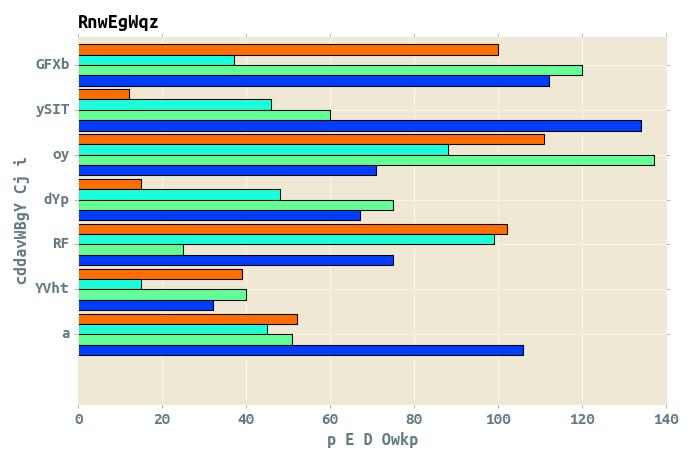 RnwEgWqz
GFXb
ySIT
oy
dYp
RF
YVht
a
cddavWBgY Cj i
0 20 40 60 80 100 120 140
p E D Owkp